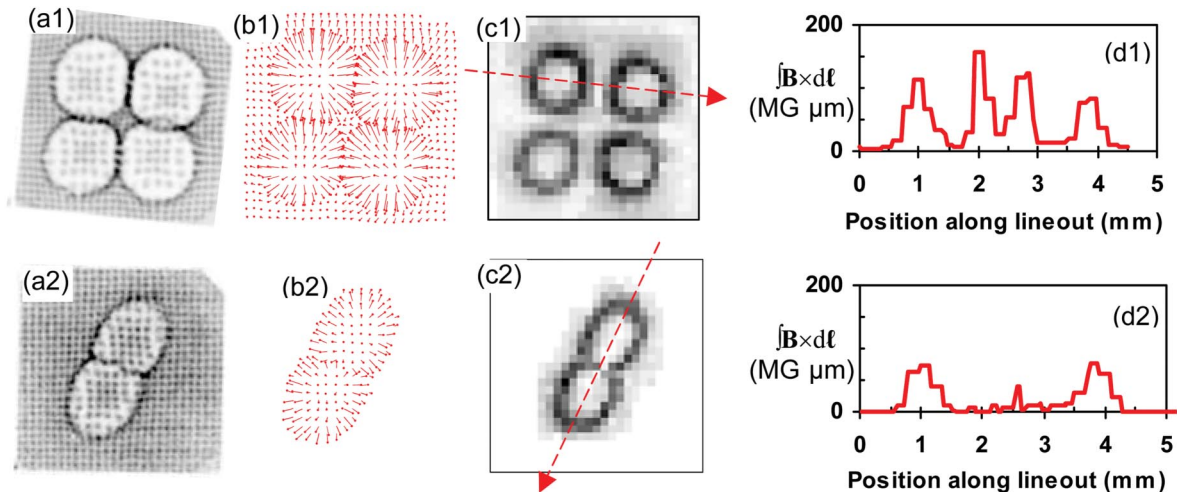 (a1)
(b1)
(c1)
(d1)
200
∫B×dℓ
(MG µm)
100
0
0 1 2 3 4 5
Position along lineout (mm)
(a2)
(b2)
(c2)
(d2)
200
∫B×dℓ
(MG µm)
100
0
0 1 2 3 4 5
Position along lineout (mm)